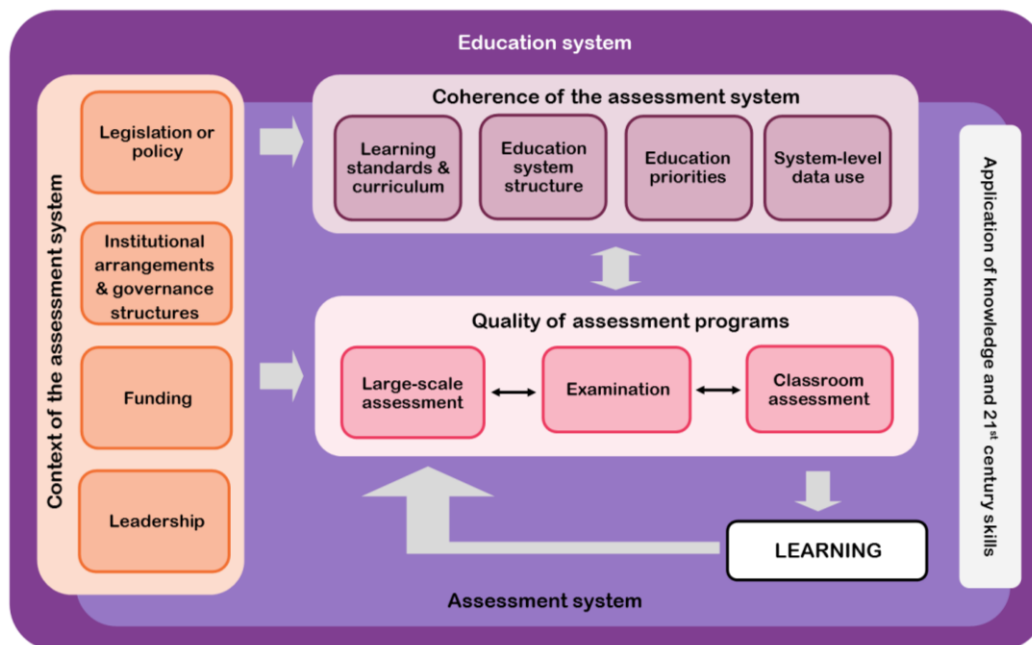 Education system
Context of the assessment system
Legislation or
policy
Institutional
arrangements
& governance
structures
Funding
Leadership
Coherence of the assessment system
Learning
standards &
curriculum
Education
system
structure
Education
priorities
System-level
data use
Quality of assessment programs
Large-scale
assessment
Examination
Classroom
assessment
LEARNING
Assessment system
Application of knowledge and 21st century skills